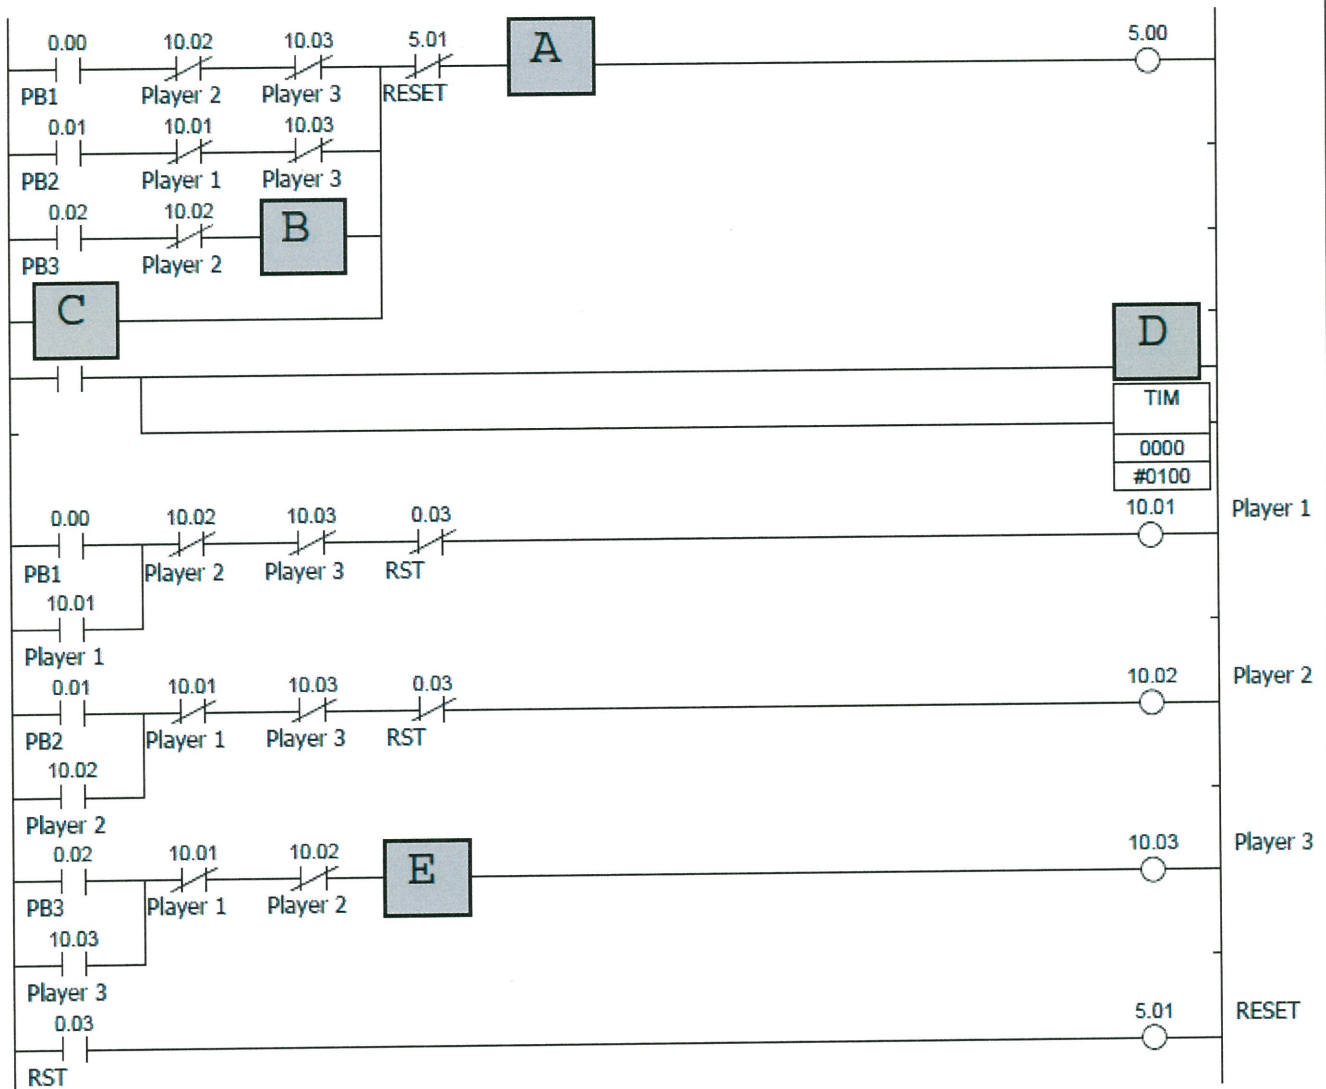 0.00 10.02 10.03 5.01 A 5.00
PB1 Player 2 Player 3 RESET
0.01 10.01 10.03
PB2 Player 1 Player 3
0.02 10.02 B
PB3 Player 2
C
D
TIM
0000
#0100
0.00 10.02 10.03 0.03 10.01 Player 1
PB1 Player 2 Player 3 RST
10.01
Player 1
0.01 10.01 10.03 0.03 10.02 Player 2
PB2 Player 1 Player 3 RST
10.02
Player 2
0.02 10.01 10.02 E 10.03 Player 3
PB3 Player 1 Player 2
10.03
Player 3
0.03 5.01 RESET
RST